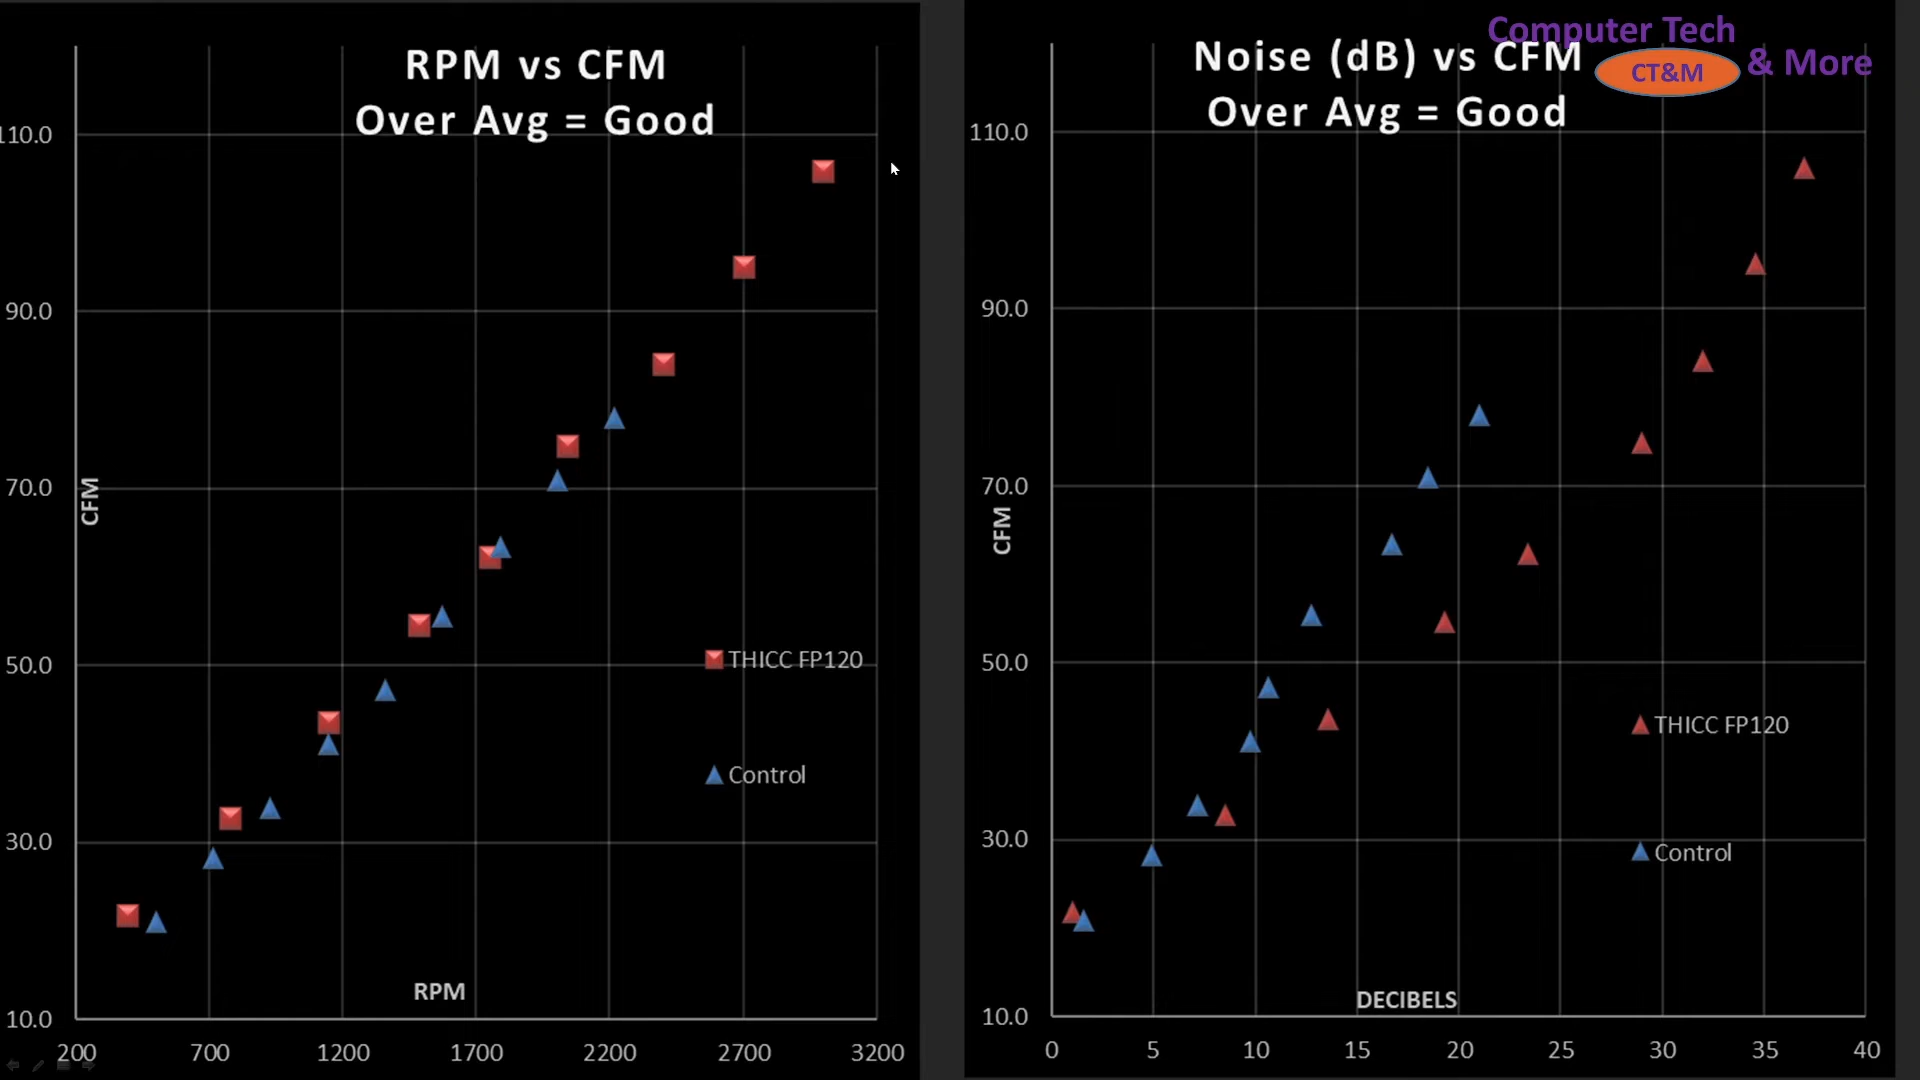 RPM vs CFM
Over Avg = Good
110.0
90.0
70.0
50.0
30.0
10.0
CFM
THICC FP120
Control
RPM
200 700 1200 1700 2200 2700 3200
Noise (dB) vs CFM
Over Avg = Good
Computer Tech
CT&M
& More
110.0
90.0
70.0
50.0
30.0
10.0
CFM
THICC FP120
Control
DECIBELS
0 5 10 15 20 25 30 35 40